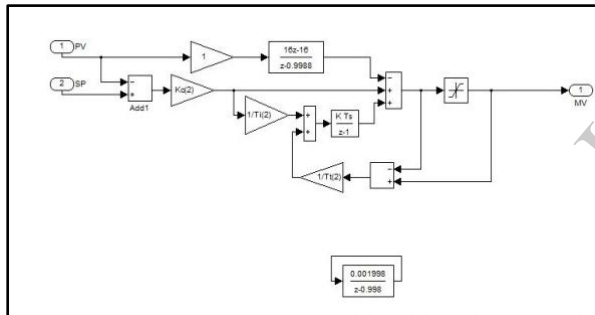 1
PV
1
16z-16
z-0.9988
2
SP
Add1
Kc(2)
1/Ti(2)
K Ts
z-1
1
MV
1/Tt(2)
0.001998
z-0.998